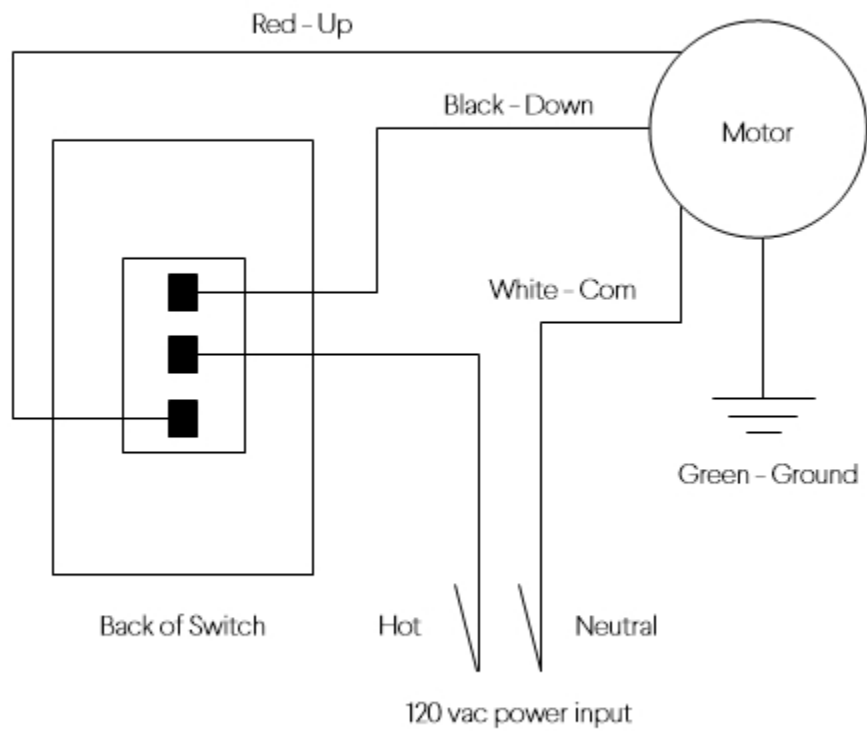 Red - Up
Black - Down
Motor
White - Com
Green - Ground
Back of Switch
Hot
Neutral
120 vac power input